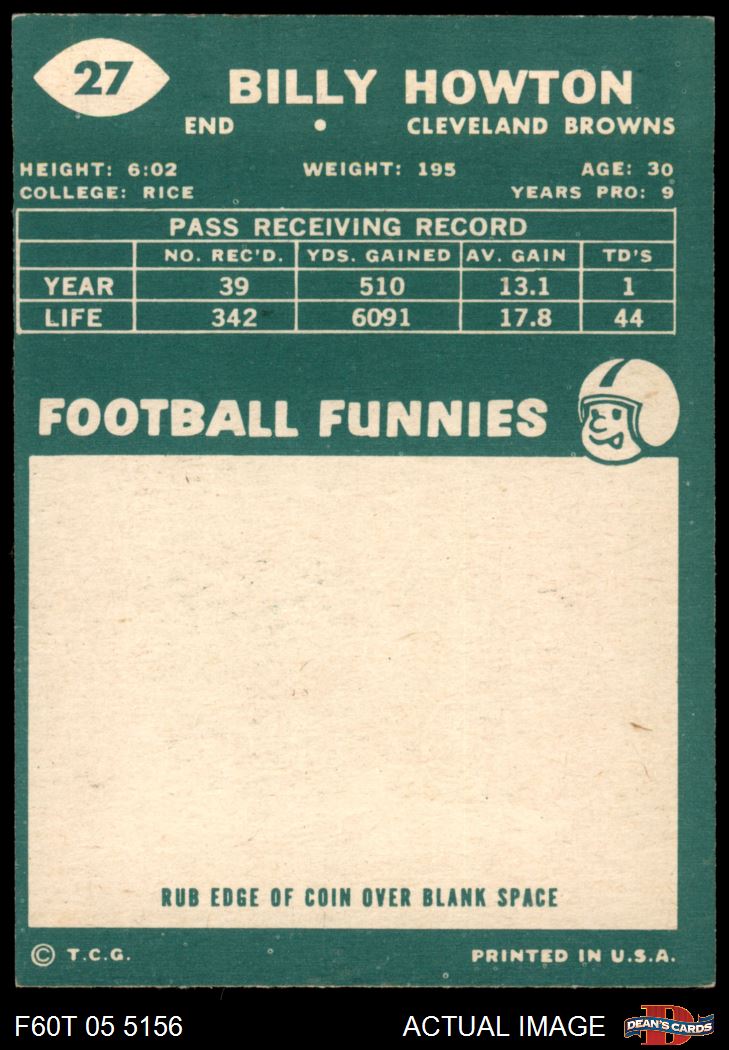 27
BILLY HOWTON
END • CLEVELAND BROWNS
HEIGHT: 6:02 WEIGHT: 195 AGE: 30
COLLEGE: RICE YEARS PRO: 9
PASS RECEIVING RECORD
NO. REC'D. YDS. GAINED AV. GAIN TD'S
YEAR 39 510 13.1 1
LIFE 342 6091 17.8 44
FOOTBALL FUNNIES
RUB EDGE OF COIN OVER BLANK SPACE
© T.C.G. PRINTED IN U.S.A.
F60T 05 5156 ACTUAL IMAGE
D
DEAN'S CARDS